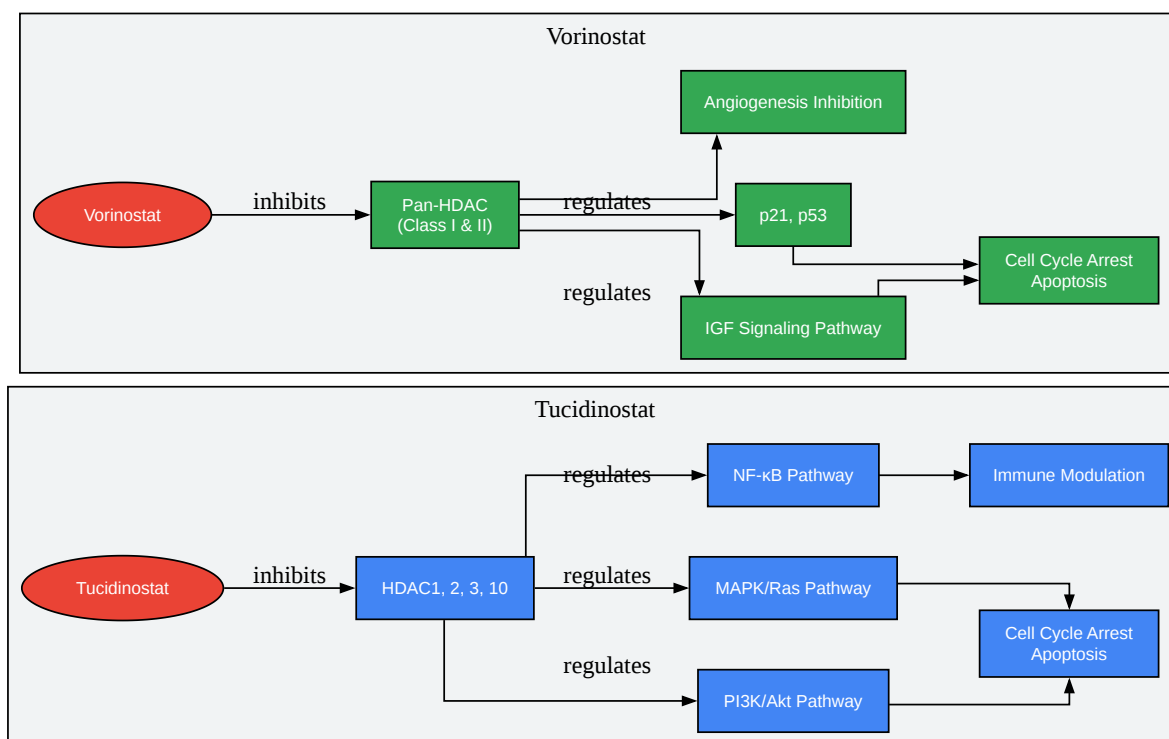 Vorinostat
Angiogenesis Inhibition
Vorinostat
inhibits
Pan-HDAC
(Class I & II)
regulates
p21, p53
Cell Cycle Arrest
Apoptosis
regulates
IGF Signaling Pathway
Tucidinostat
regulates
NF-κB Pathway
Immune Modulation
Tucidinostat
inhibits
HDAC1, 2, 3, 10
regulates
MAPK/Ras Pathway
Cell Cycle Arrest
Apoptosis
regulates
PI3K/Akt Pathway